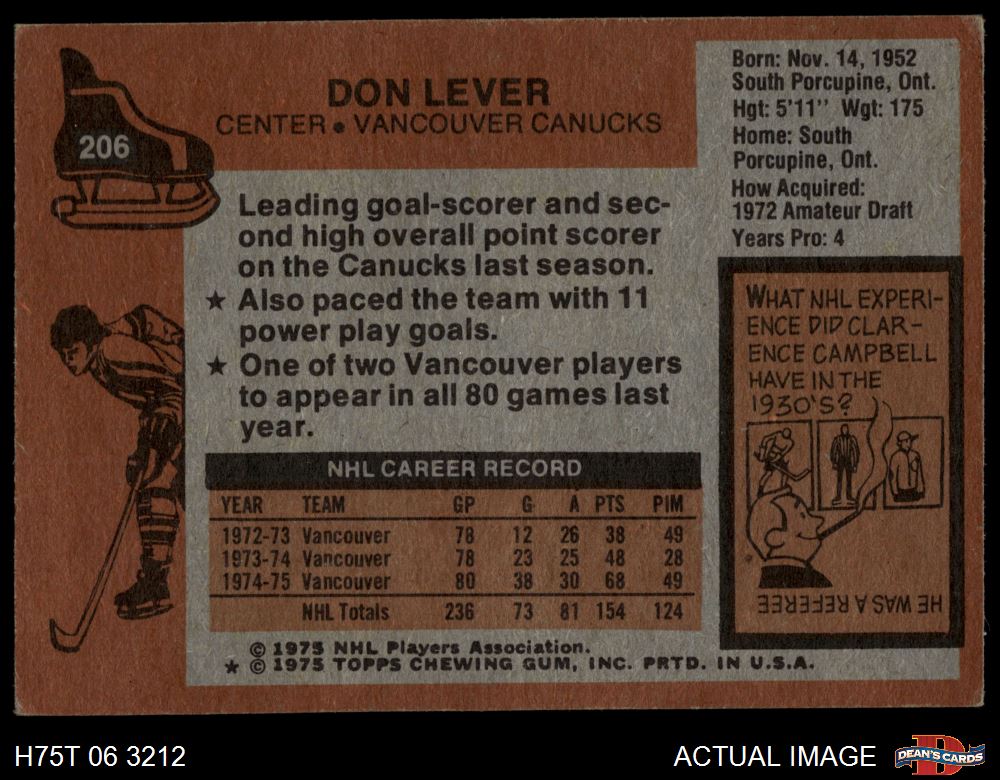 206
DON LEVER
CENTER • VANCOUVER CANUCKS
Born: Nov. 14, 1952
South Porcupine, Ont.
Hgt: 5'11'' Wgt: 175
Home: South
Porcupine, Ont.
How Acquired:
1972 Amateur Draft
Years Pro: 4
Leading goal-scorer and sec-
ond high overall point scorer
on the Canucks last season.
★ Also paced the team with 11
power play goals.
★ One of two Vancouver players
to appear in all 80 games last
year.
NHL CAREER RECORD
YEAR TEAM GP G A PTS PIM
1972-73 Vancouver 78 12 26 38 49
1973-74 Vancouver 78 23 25 48 28
1974-75 Vancouver 80 38 30 68 49
NHL Totals 236 73 81 154 124
WHAT NHL EXPERI-
ENCE DID CLAR-
ENCE CAMPBELL
HAVE IN THE
1930'S?
HE WAS A REFEREE
© 1975 NHL Players Association.
★ © 1975 TOPPS CHEWING GUM, INC. PRTD. IN U.S.A.
H75T 06 3212
ACTUAL IMAGE
DEAN'S CARDS